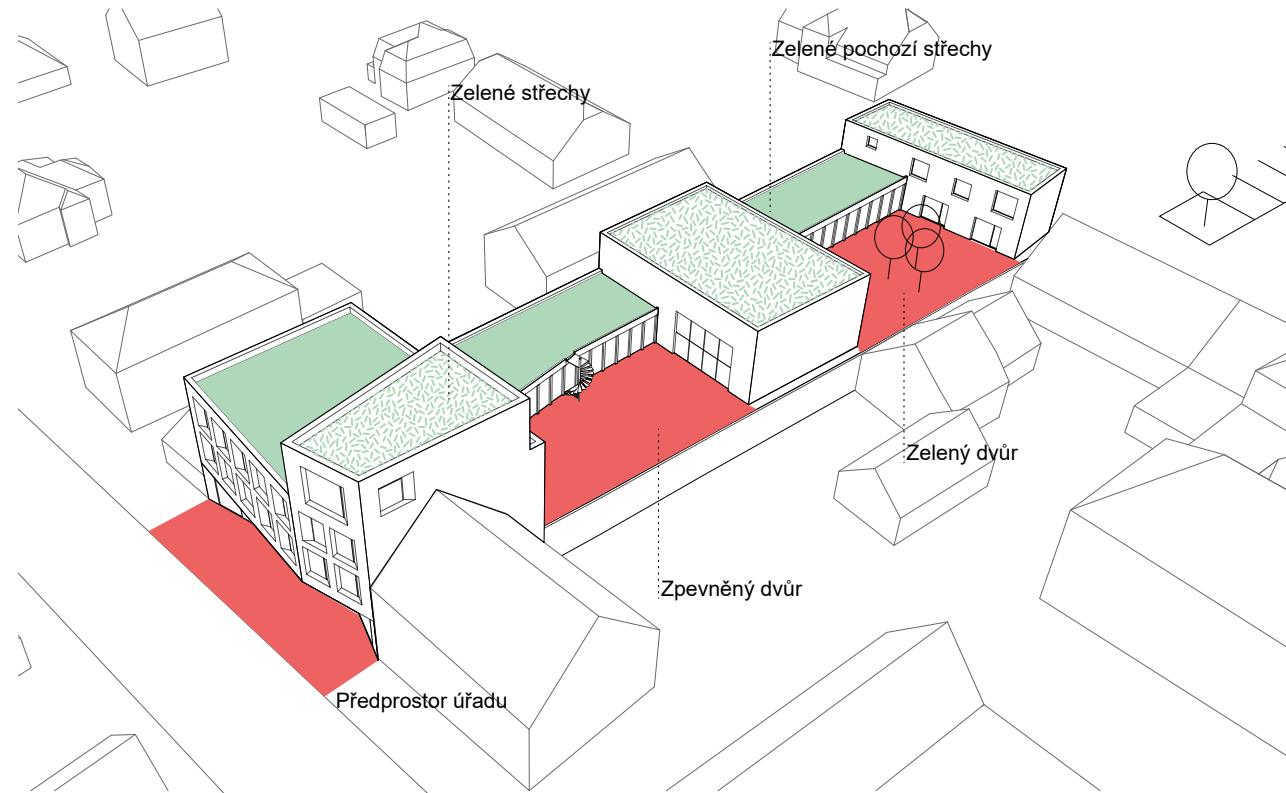 Zelené pochozí střechy
Zelené střechy
Zelený dvůr
Zpevněný dvůr
Předprostor úřadu